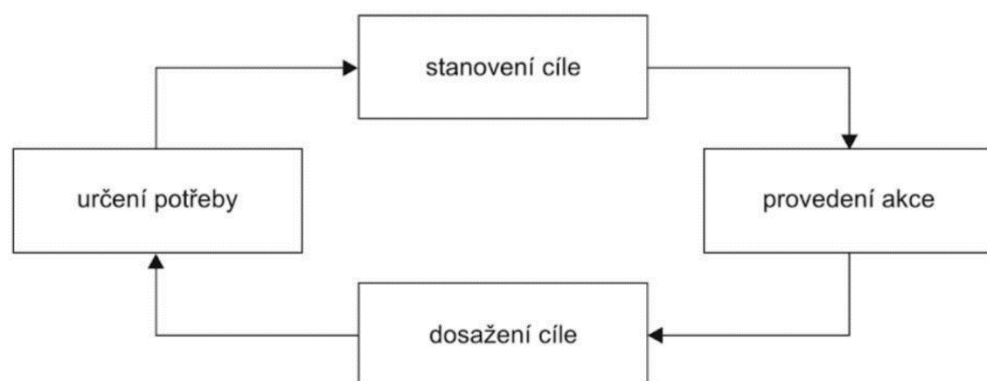 stanovení cíle
určení potřeby
provedení akce
dosažení cíle